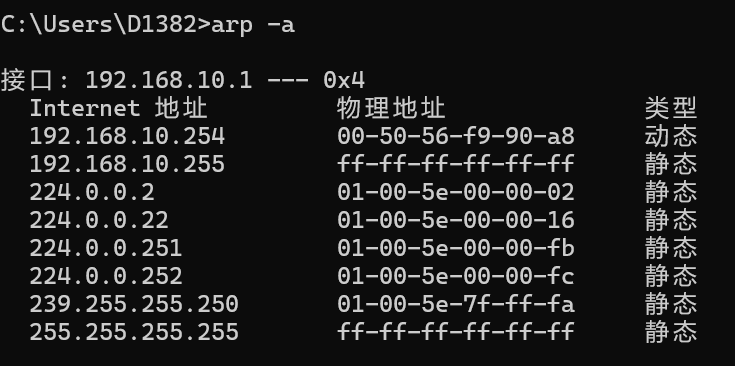 C:\Users\D1382>arp -a
接口: 192.168.10.1 --- 0x4
Internet 地址 物理地址 类型
192.168.10.254 00-50-56-f9-90-a8 动态
192.168.10.255 ff-ff-ff-ff-ff-ff 静态
224.0.0.2 01-00-5e-00-00-02 静态
224.0.0.22 01-00-5e-00-00-16 静态
224.0.0.251 01-00-5e-00-00-fb 静态
224.0.0.252 01-00-5e-00-00-fc 静态
239.255.255.250 01-00-5e-7f-ff-fa 静态
255.255.255.255 ff-ff-ff-ff-ff-ff 静态